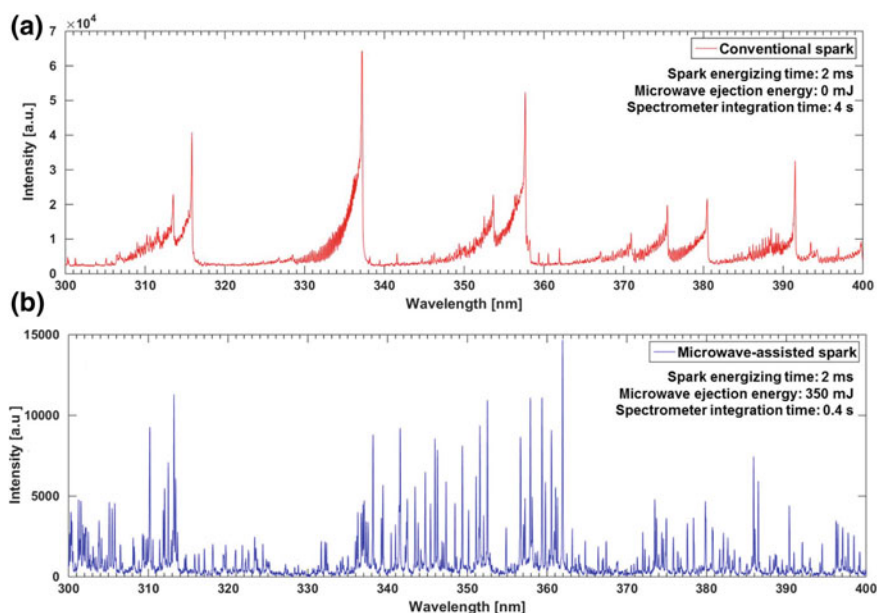 (a)
×10⁴
7
6
5
4
3
2
1
0
Intensity [a.u.]
Conventional spark
Spark energizing time: 2 ms
Microwave ejection energy: 0 mJ
Spectrometer integration time: 4 s
300 310 320 330 340 350 360 370 380 390 400
Wavelength [nm]
(b)
15000
10000
5000
0
Intensity [a.u.]
Microwave-assisted spark
Spark energizing time: 2 ms
Microwave ejection energy: 350 mJ
Spectrometer integration time: 0.4 s
300 310 320 330 340 350 360 370 380 390 400
Wavelength [nm]